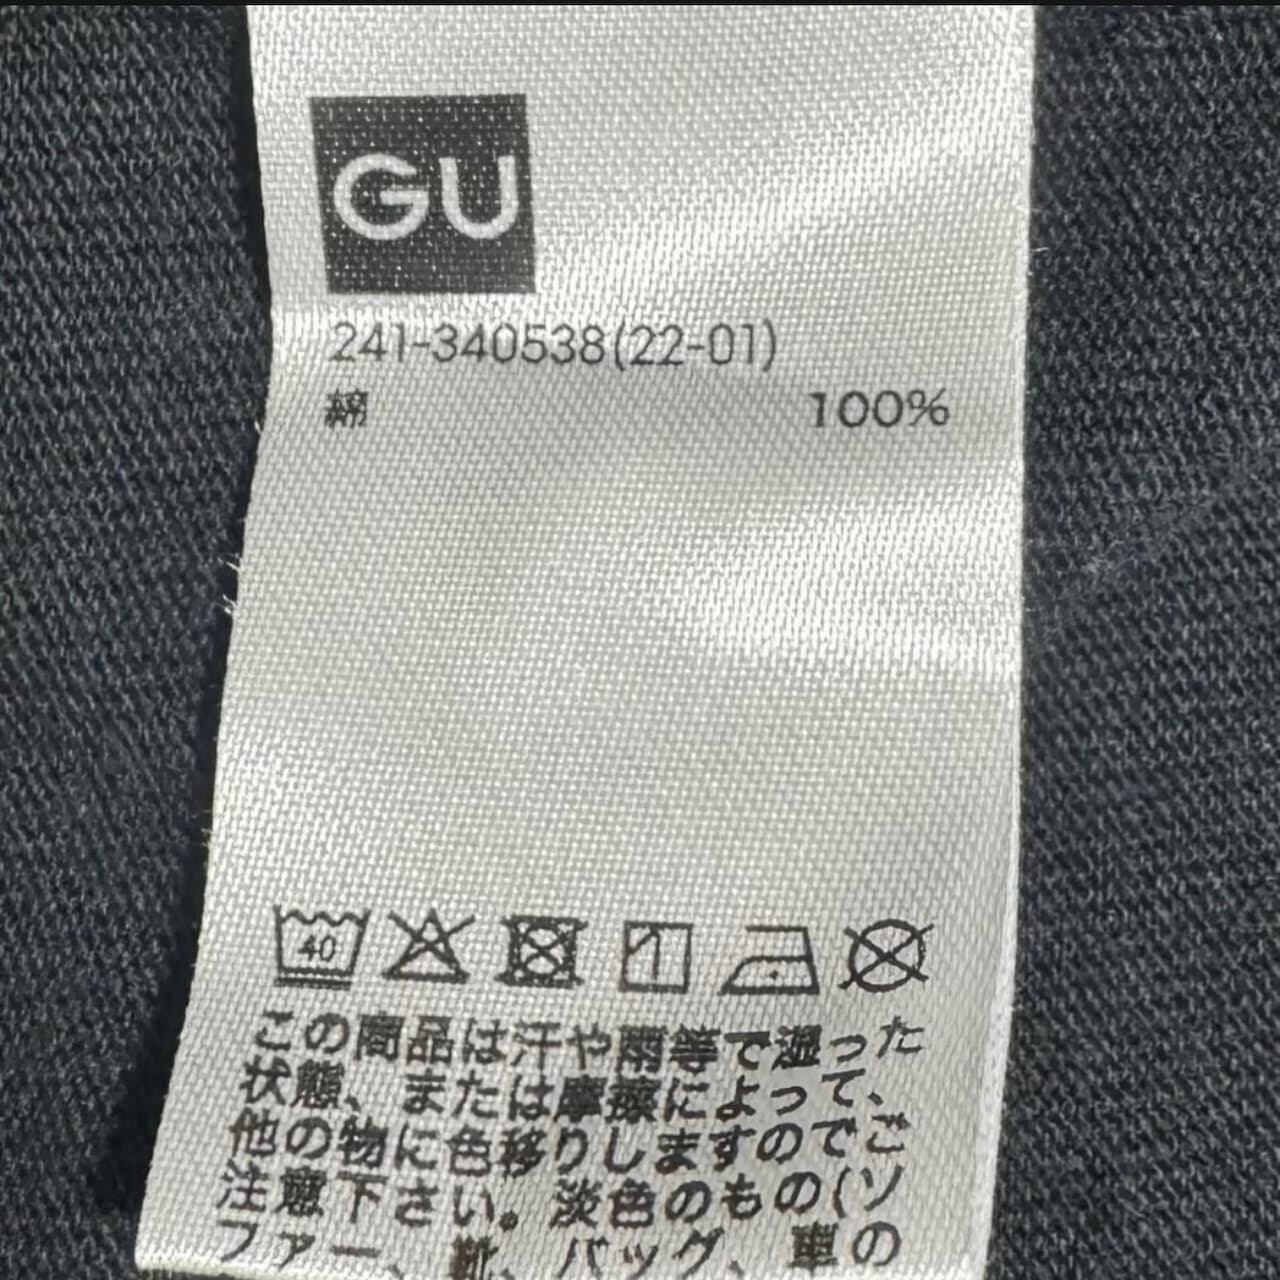 GU
241-340538(22-01)
綿 100%
40
この商品は汗や雨等で湿った
状態、または摩擦によって、
他の物に色移りしますのでご
注意下さい。淡色のもの(ソ
ファー、靴、バッグ、車の